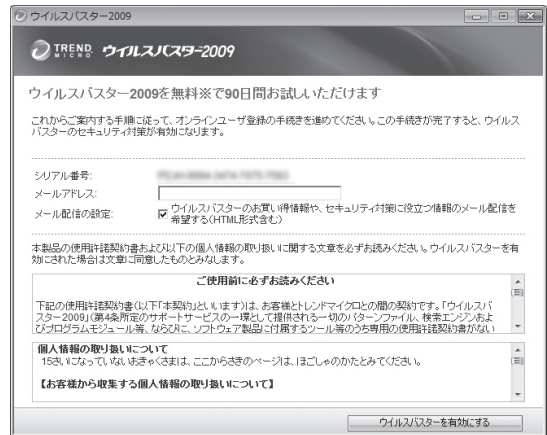 ウイルスバスター2009
TREND MICRO ウイルスバスター2009
ウイルスバスター2009を無料※で90日間お試しいただけます
これからご案内する手順に従って、オンラインユーザ登録の手続きを進めてください。この手続きが完了すると、ウイルス
バスターのセキュリティ対策が有効になります。
シリアル番号:
メールアドレス:
メール配信の設定:
ウイルスバスターのお買い得情報や、セキュリティ対策に役立つ情報のメール配信を
希望する(HTML形式含む)
本製品の使用許諾契約書および以下の個人情報の取り扱いに関する文章を必ずお読みください。ウイルスバスターを有
効にされた場合は文章に同意したものとみなします。
ご使用前に必ずお読みください
下記の使用許諾契約書(以下「本契約」といいます)は、お客様とトレンドマイクロとの間の契約です。「ウイルスバ
スター2009」(第4条所定のサポートサービスの一環として提供される一切のパターンファイル、検索エンジンおよ
びプログラムモジュール等、ならびに、ソフトウェア製品に付属するツール等のうち専用の使用許諾契約書がない
個人情報の取り扱いについて
15さいになっていないおきゃくさまは、ここからさきのページは、ほごしゃのかたとみてください。
【お客様から収集する個人情報の取り扱いについて】
ウイルスバスターを有効にする